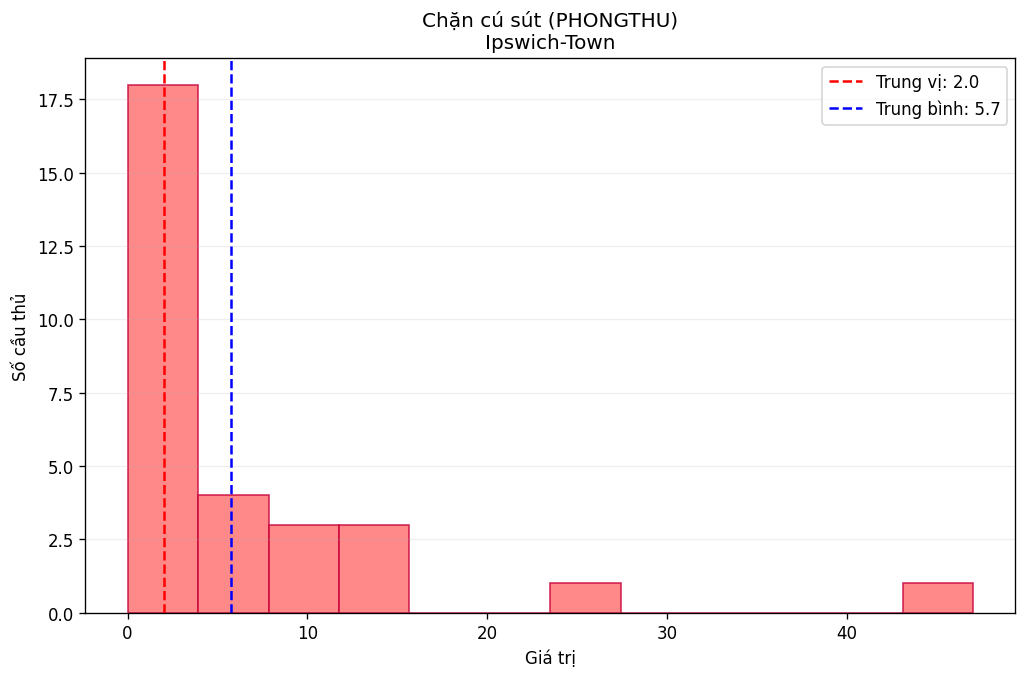 Chặn cú sút (PHONGTHU)
Ipswich-Town
Trung vị: 2.0
Trung bình: 5.7
Số cầu thủ
17.5
15.0
12.5
10.0
7.5
5.0
2.5
0.0
0
10
20
30
40
Giá trị